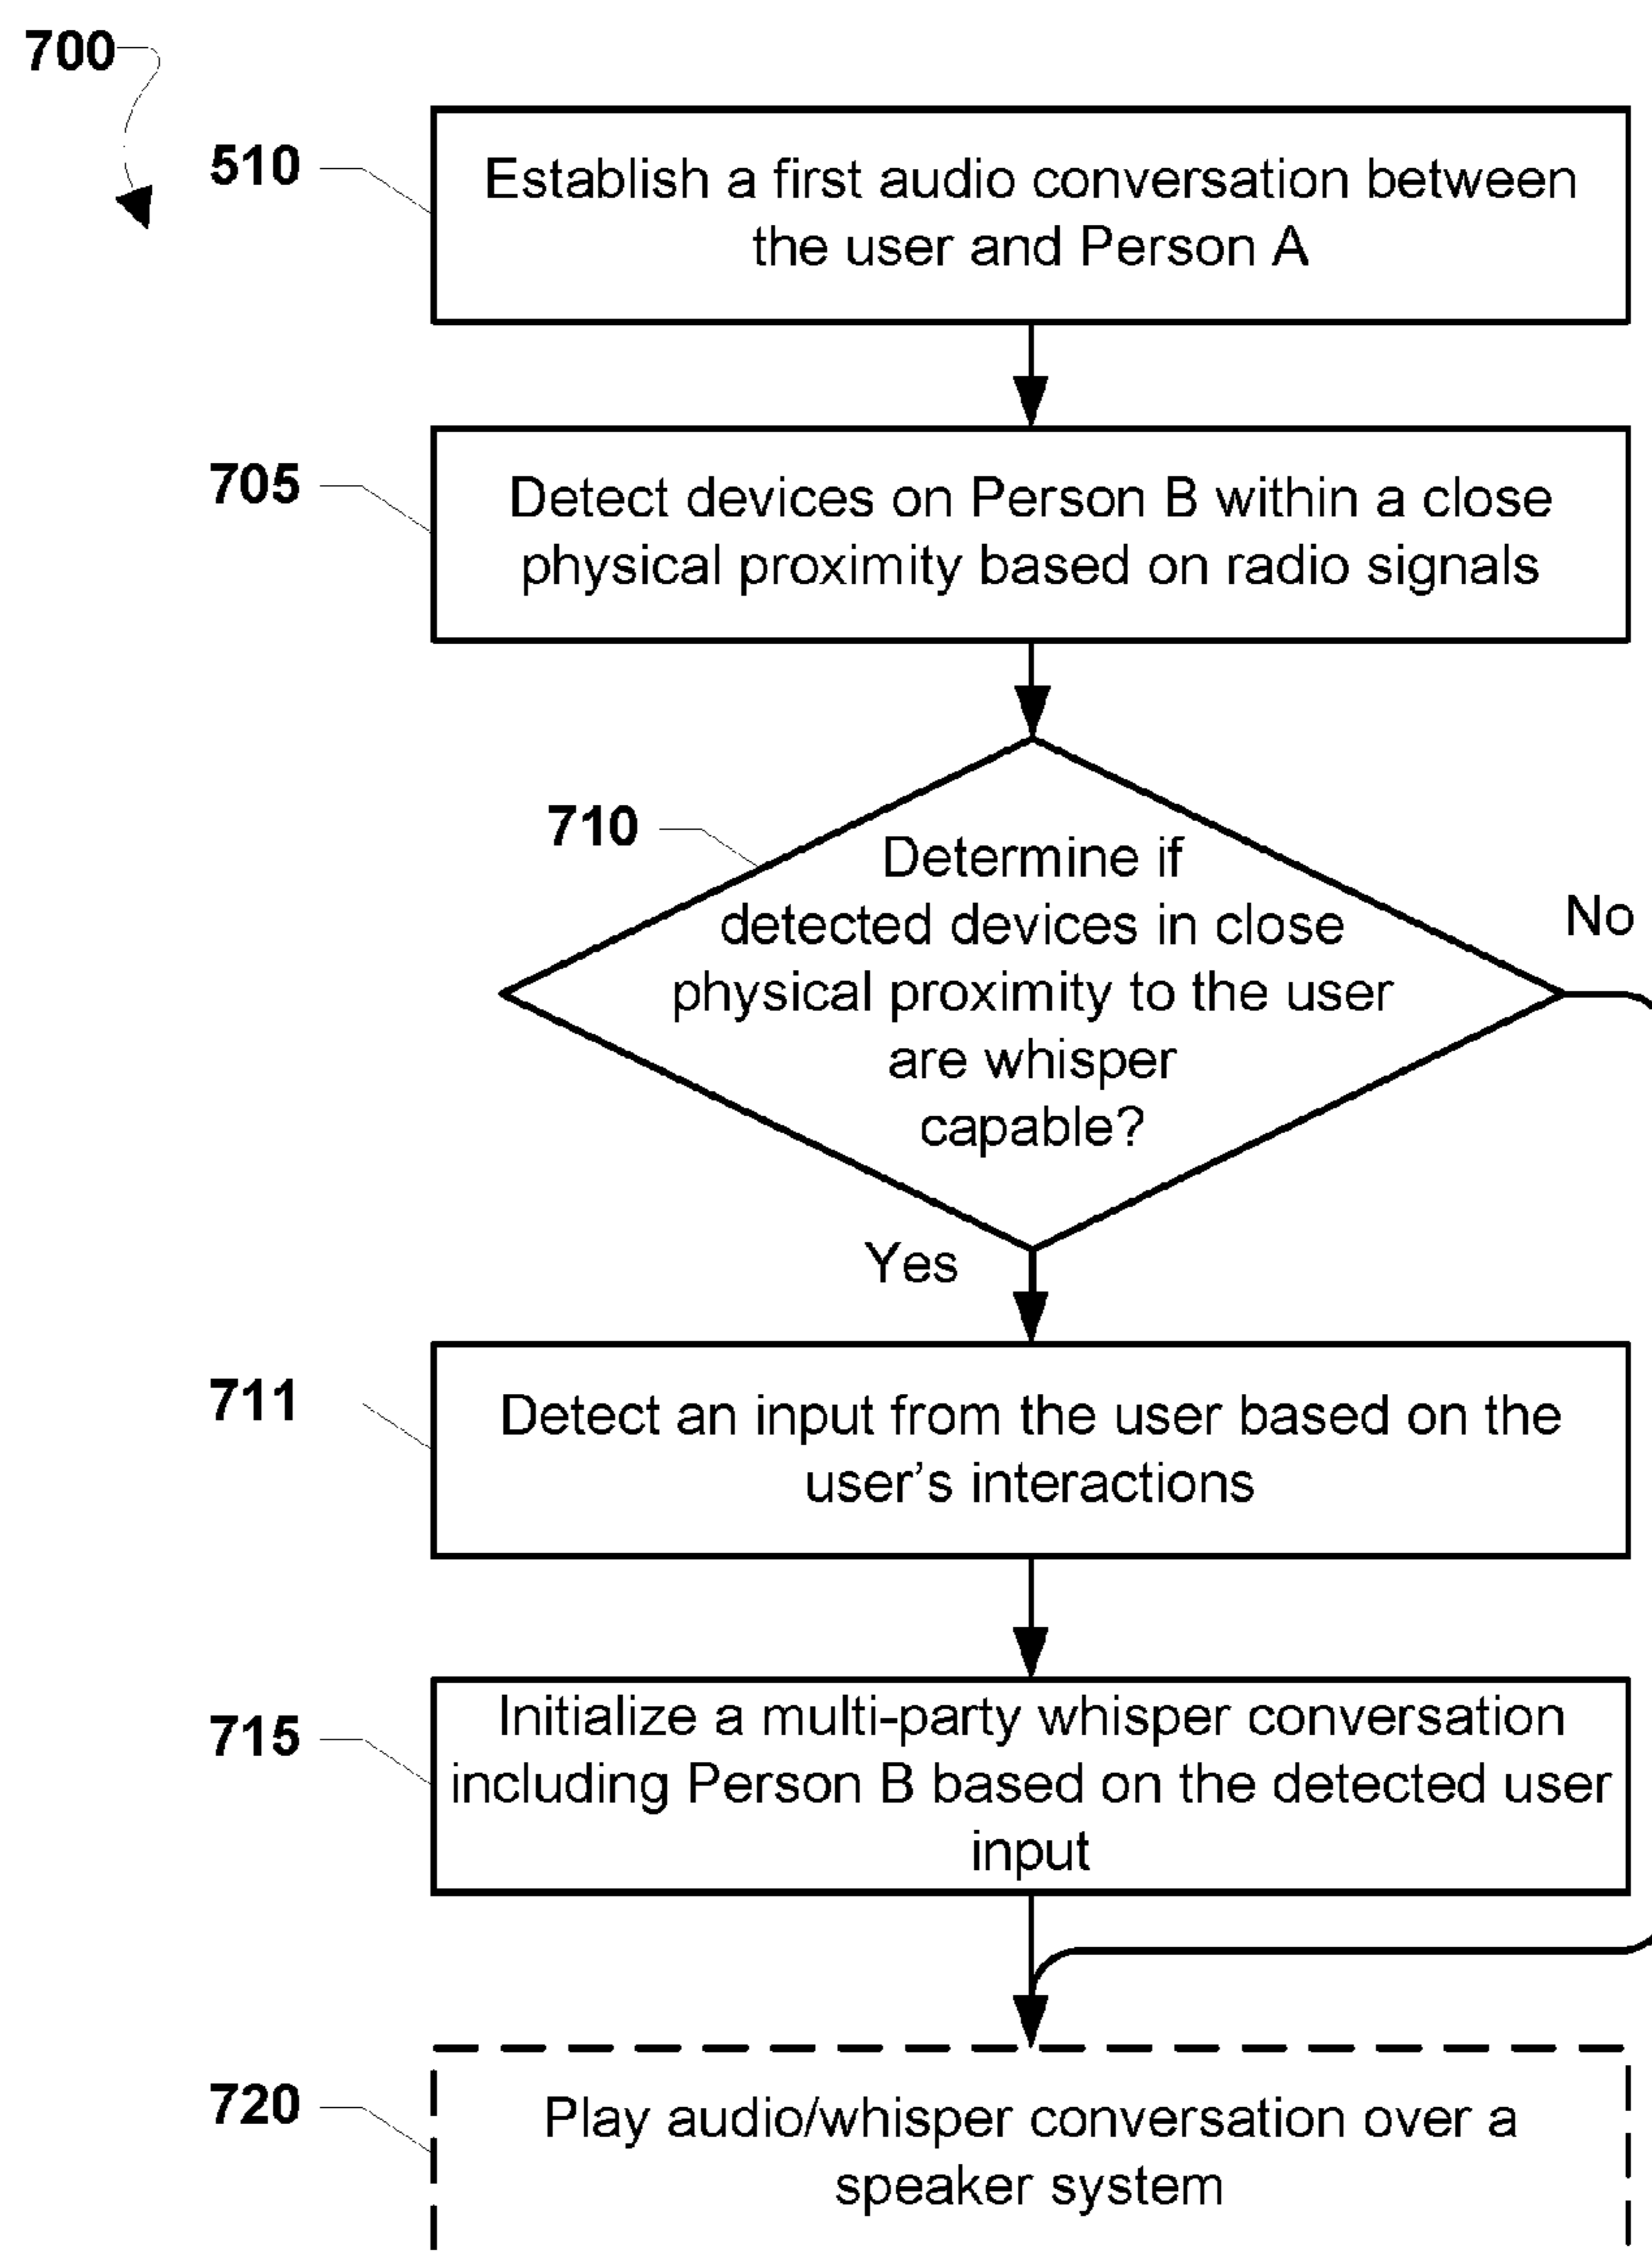 700
510
Establish a first audio conversation between
the user and Person A
705
Detect devices on Person B within a close
physical proximity based on radio signals
710
Determine if
detected devices in close
physical proximity to the user
are whisper
capable?
No
Yes
711
Detect an input from the user based on the
user’s interactions
715
Initialize a multi-party whisper conversation
including Person B based on the detected user
input
720
Play audio/whisper conversation over a
speaker system